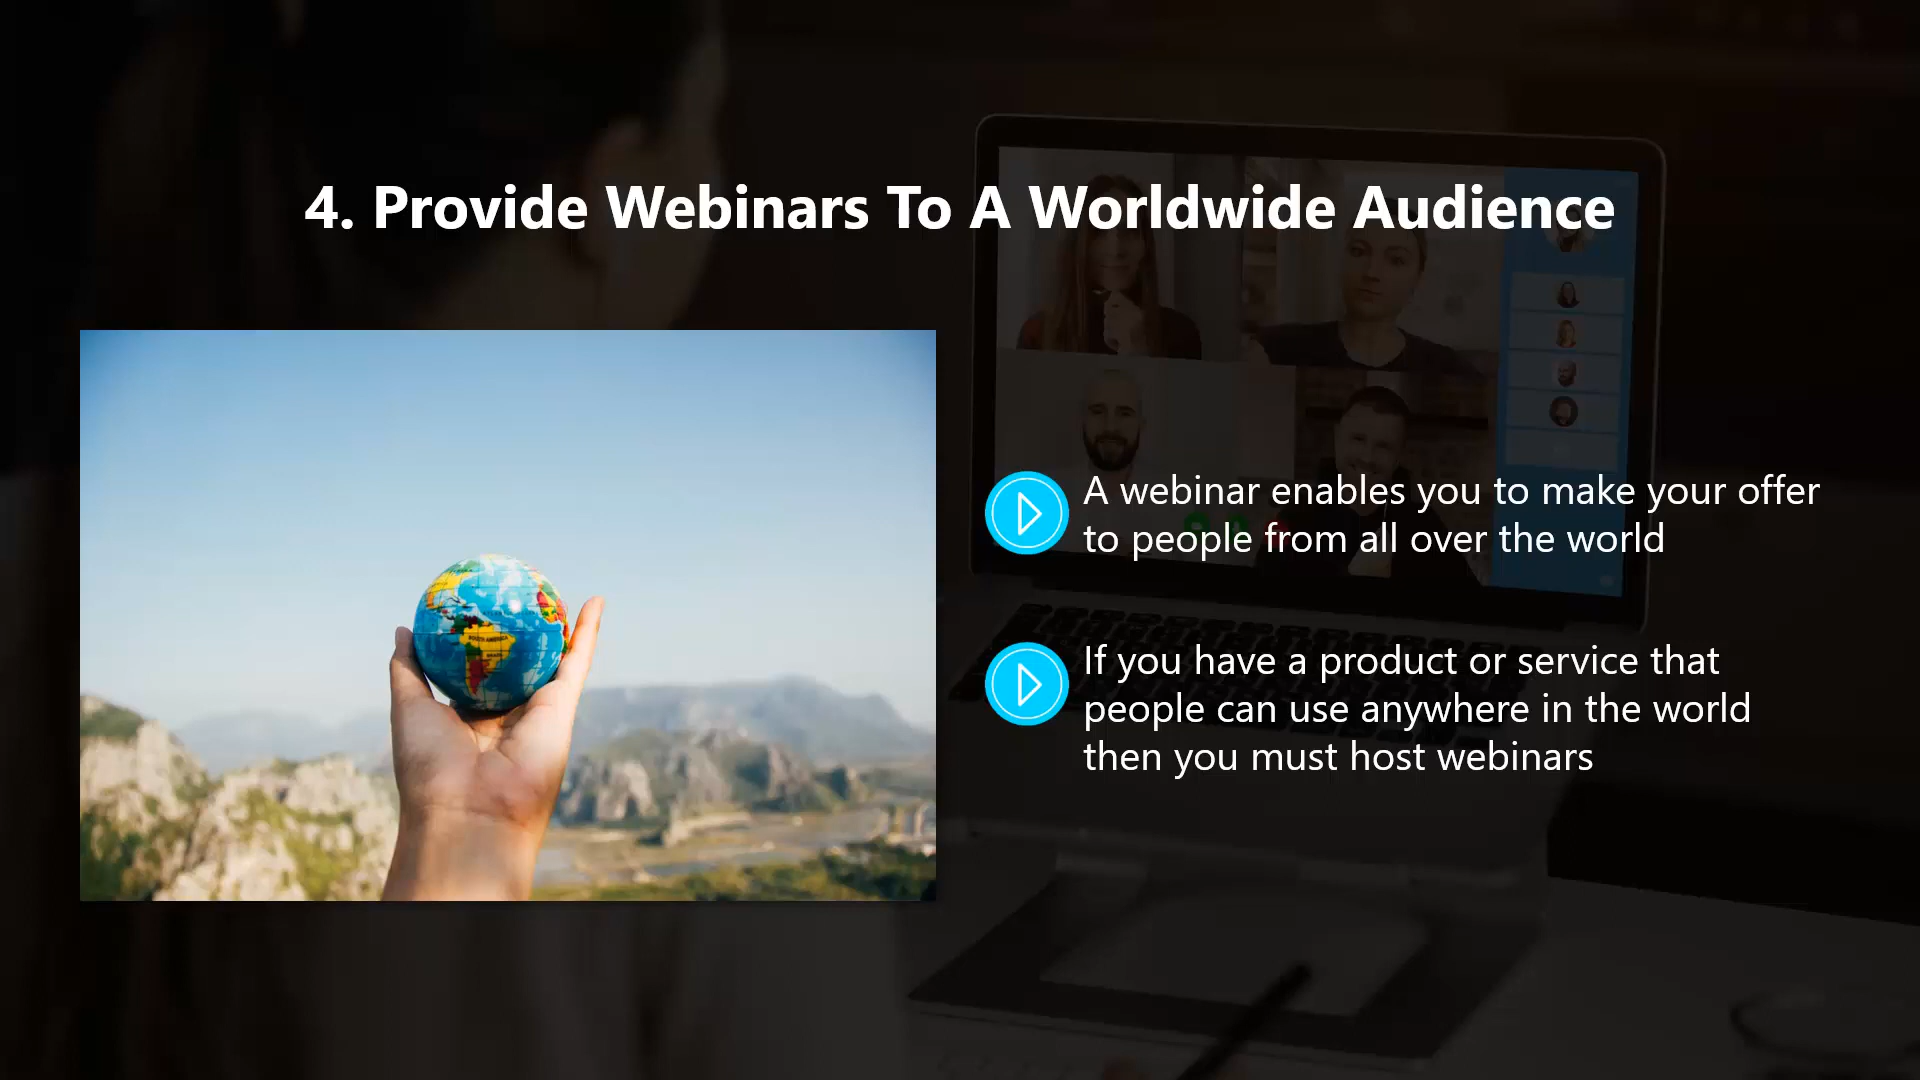 4. Provide Webinars To A Worldwide Audience
A webinar enables you to make your offer
to people from all over the world
If you have a product or service that
people can use anywhere in the world
then you must host webinars
SOUTH AMERICA